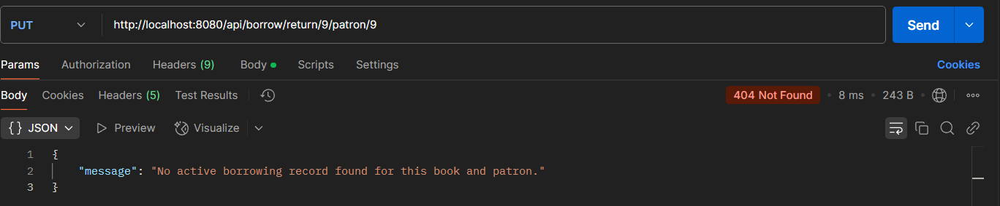 PUT http://localhost:8080/api/borrow/return/9/patron/9 Send
Params Authorization Headers (9) Body Scripts Settings Cookies
Body Cookies Headers (5) Test Results 404 Not Found • 8 ms • 243 B
{} JSON Preview Visualize
1 {
2 "message": "No active borrowing record found for this book and patron."
3 }